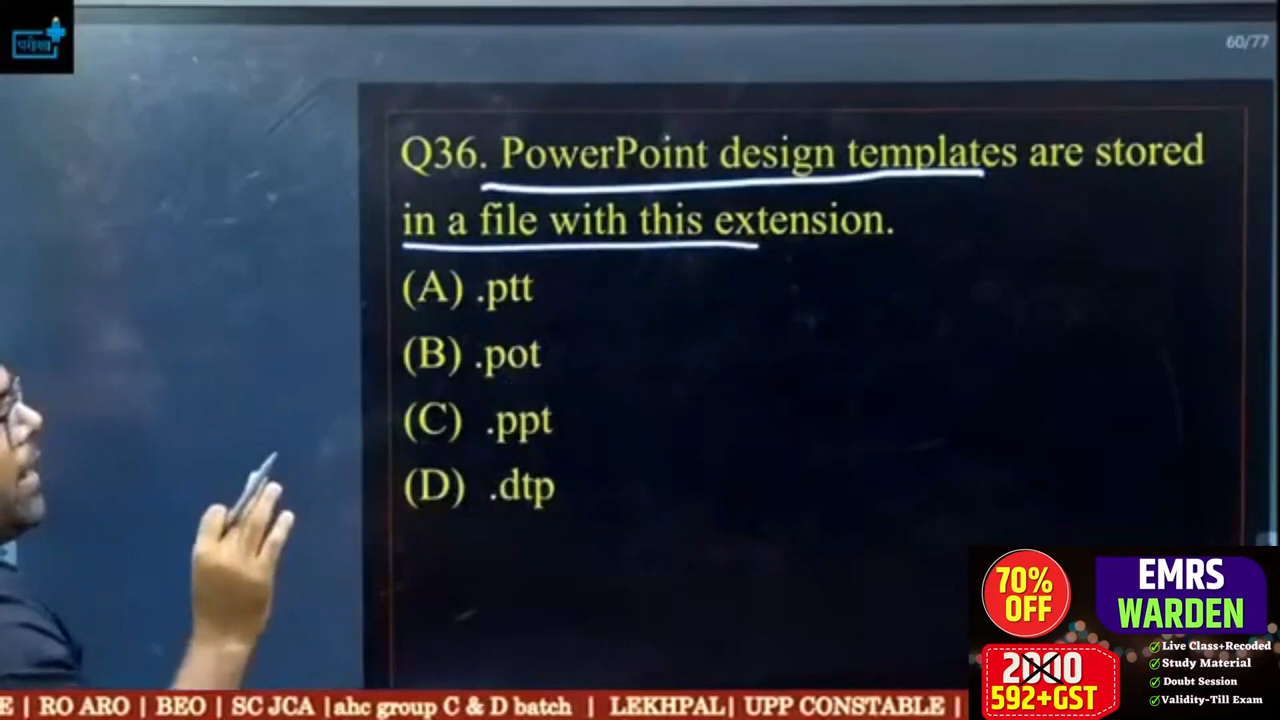 परीक्षा
60/77
Q36. PowerPoint design templates are stored
in a file with this extension.
(A) .ptt
(B) .pot
(C) .ppt
(D) .dtp
70%
OFF
EMRS
WARDEN
2000
592+GST
Live Class+Recoded
Study Material
Doubt Session
Validity-Till Exam
E | RO ARO | BEO | SC JCA | ahc group C & D batch | LEKHPAL| UPP CONSTABLE |